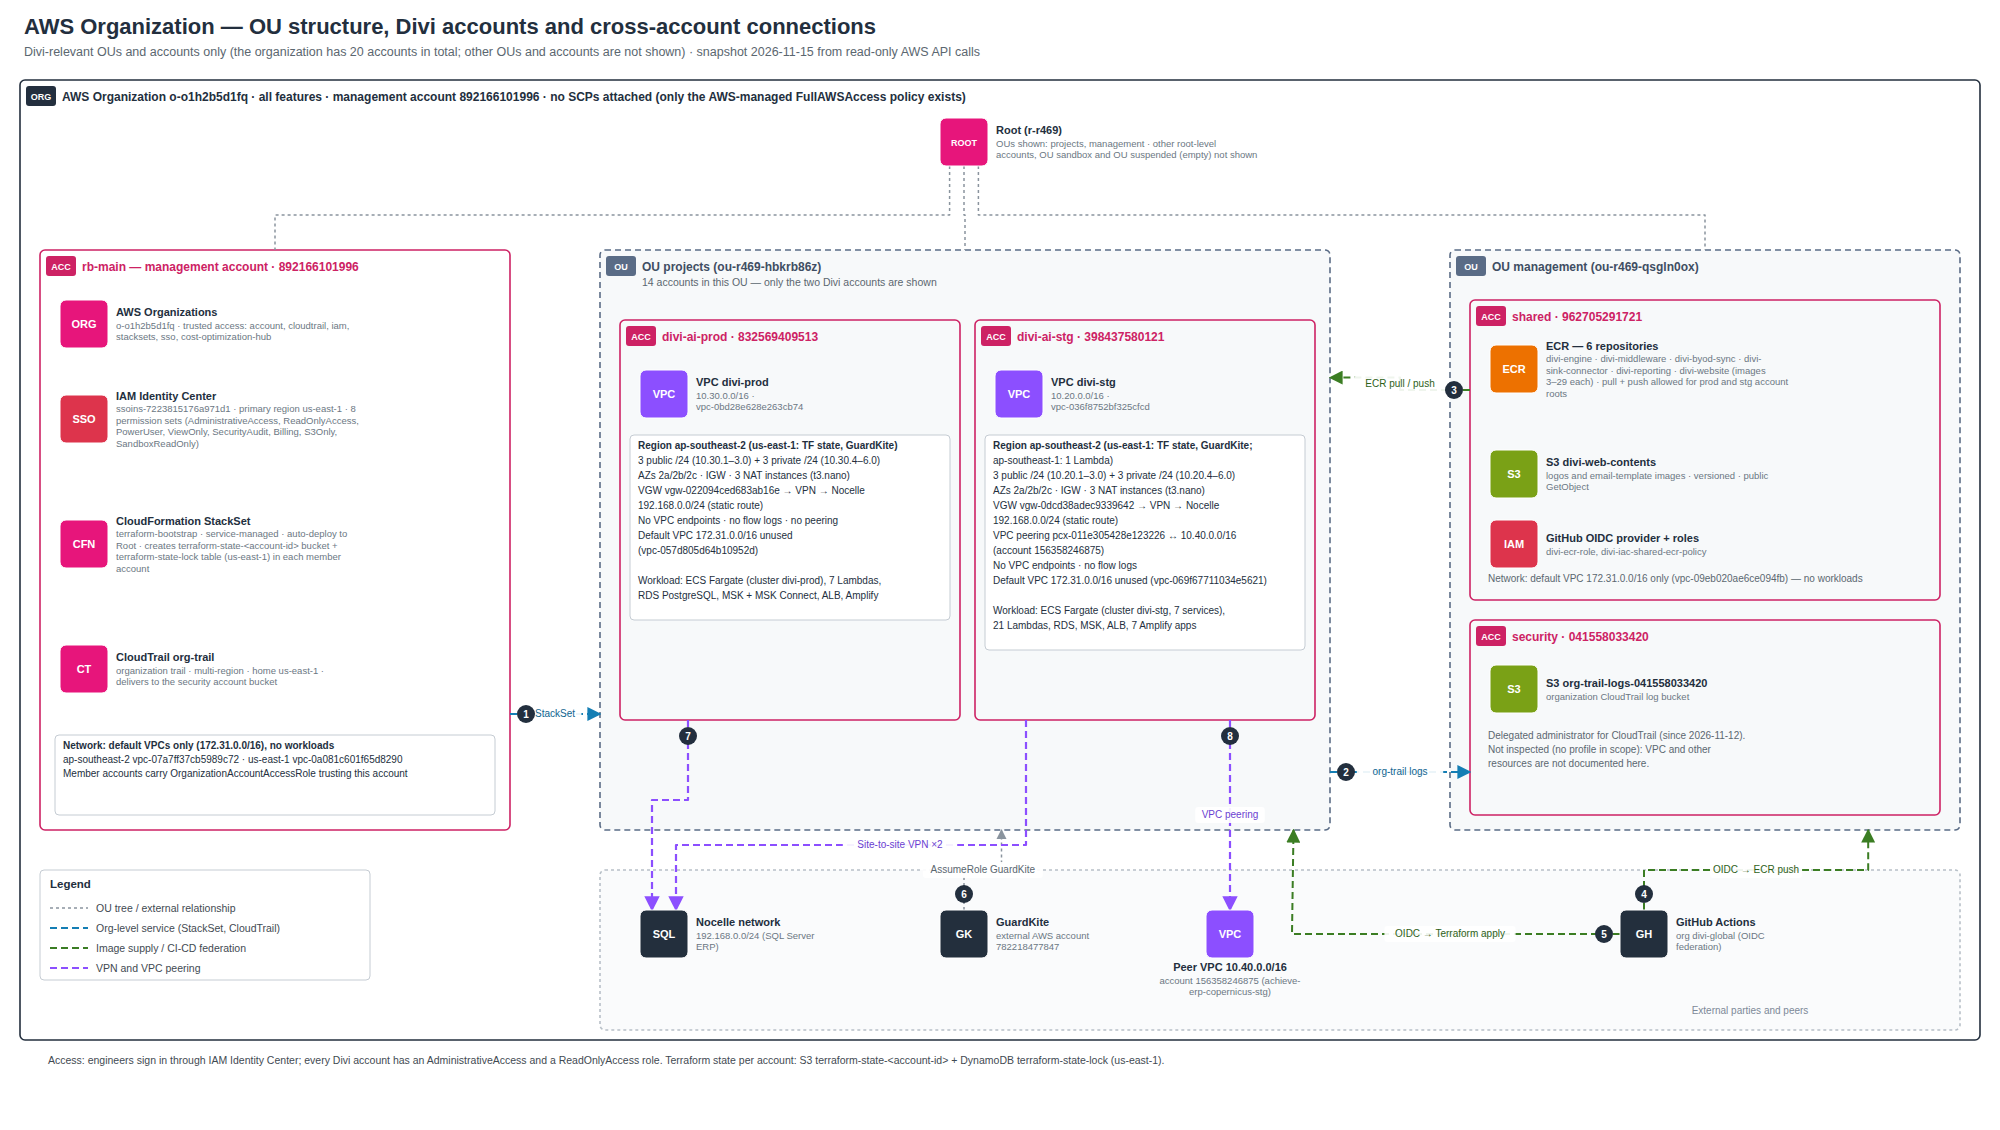 AWS Organization — OU structure, Divi accounts and cross-account connections
Divi-relevant OUs and accounts only (the organization has 20 accounts in total; other OUs and accounts are not shown) · snapshot 2026-11-15 from read-only AWS API calls
ORG
AWS Organization o-o1h2b5d1fq · all features · management account 892166101996 · no SCPs attached (only the AWS-managed FullAWSAccess policy exists)
ROOT
Root (r-r469)
OUs shown: projects, management · other root-level
accounts, OU sandbox and OU suspended (empty) not shown
ACC
rb-main — management account · 892166101996
ORG
AWS Organizations
o-o1h2b5d1fq · trusted access: account, cloudtrail, iam,
stacksets, sso, cost-optimization-hub
SSO
IAM Identity Center
ssoins-7223815176a971d1 · primary region us-east-1 · 8
permission sets (AdministrativeAccess, ReadOnlyAccess,
PowerUser, ViewOnly, SecurityAudit, Billing, S3Only,
SandboxReadOnly)
CFN
CloudFormation StackSet
terraform-bootstrap · service-managed · auto-deploy to
Root · creates terraform-state-<account-id> bucket +
terraform-state-lock table (us-east-1) in each member
account
CT
CloudTrail org-trail
organization trail · multi-region · home us-east-1 ·
delivers to the security account bucket
Network: default VPCs only (172.31.0.0/16), no workloads
ap-southeast-2 vpc-07a7ff37cb5989c72 · us-east-1 vpc-0a081c601f65d8290
Member accounts carry OrganizationAccountAccessRole trusting this account
1
StackSet
OU
OU projects (ou-r469-hbkrb86z)
14 accounts in this OU — only the two Divi accounts are shown
ACC
divi-ai-prod · 832569409513
VPC
VPC divi-prod
10.30.0.0/16 ·
vpc-0bd28e628e263cb74
Region ap-southeast-2 (us-east-1: TF state, GuardKite)
3 public /24 (10.30.1–3.0) + 3 private /24 (10.30.4–6.0)
AZs 2a/2b/2c · IGW · 3 NAT instances (t3.nano)
VGW vgw-022094ced683ab16e → VPN → Nocelle
192.168.0.0/24 (static route)
No VPC endpoints · no flow logs · no peering
Default VPC 172.31.0.0/16 unused
(vpc-057d805d64b10952d)
Workload: ECS Fargate (cluster divi-prod), 7 Lambdas,
RDS PostgreSQL, MSK + MSK Connect, ALB, Amplify
ACC
divi-ai-stg · 398437580121
VPC
VPC divi-stg
10.20.0.0/16 ·
vpc-036f8752bf325cfcd
Region ap-southeast-2 (us-east-1: TF state, GuardKite;
ap-southeast-1: 1 Lambda)
3 public /24 (10.20.1–3.0) + 3 private /24 (10.20.4–6.0)
AZs 2a/2b/2c · IGW · 3 NAT instances (t3.nano)
VGW vgw-0dcd38adec9339642 → VPN → Nocelle
192.168.0.0/24 (static route)
VPC peering pcx-011e305428e123226 ↔ 10.40.0.0/16
(account 156358246875)
No VPC endpoints · no flow logs
Default VPC 172.31.0.0/16 unused (vpc-069f67711034e5621)
Workload: ECS Fargate (cluster divi-stg, 7 services),
21 Lambdas, RDS, MSK, ALB, 7 Amplify apps
ECR pull / push
3
OU
OU management (ou-r469-qsgln0ox)
ACC
shared · 962705291721
ECR
ECR — 6 repositories
divi-engine · divi-middleware · divi-byod-sync · divi-
sink-connector · divi-reporting · divi-website (images
3–29 each) · pull + push allowed for prod and stg account
roots
S3
S3 divi-web-contents
logos and email-template images · versioned · public
GetObject
IAM
GitHub OIDC provider + roles
divi-ecr-role, divi-iac-shared-ecr-policy
Network: default VPC 172.31.0.0/16 only (vpc-09eb020ae6ce094fb) — no workloads
ACC
security · 041558033420
S3
S3 org-trail-logs-041558033420
organization CloudTrail log bucket
Delegated administrator for CloudTrail (since 2026-11-12).
Not inspected (no profile in scope): VPC and other
resources are not documented here.
7
8
2
org-trail logs
VPC peering
Site-to-site VPN ×2
AssumeRole GuardKite
OIDC → ECR push
6
4
SQL
Nocelle network
192.168.0.0/24 (SQL Server
ERP)
GK
GuardKite
external AWS account
782218477847
VPC
Peer VPC 10.40.0.0/16
account 156358246875 (achieve-
erp-copernicus-stg)
OIDC → Terraform apply
5
GH
GitHub Actions
org divi-global (OIDC
federation)
External parties and peers
Legend
OU tree / external relationship
Org-level service (StackSet, CloudTrail)
Image supply / CI-CD federation
VPN and VPC peering
Access: engineers sign in through IAM Identity Center; every Divi account has an AdministrativeAccess and a ReadOnlyAccess role. Terraform state per account: S3 terraform-state-<account-id> + DynamoDB terraform-state-lock (us-east-1).